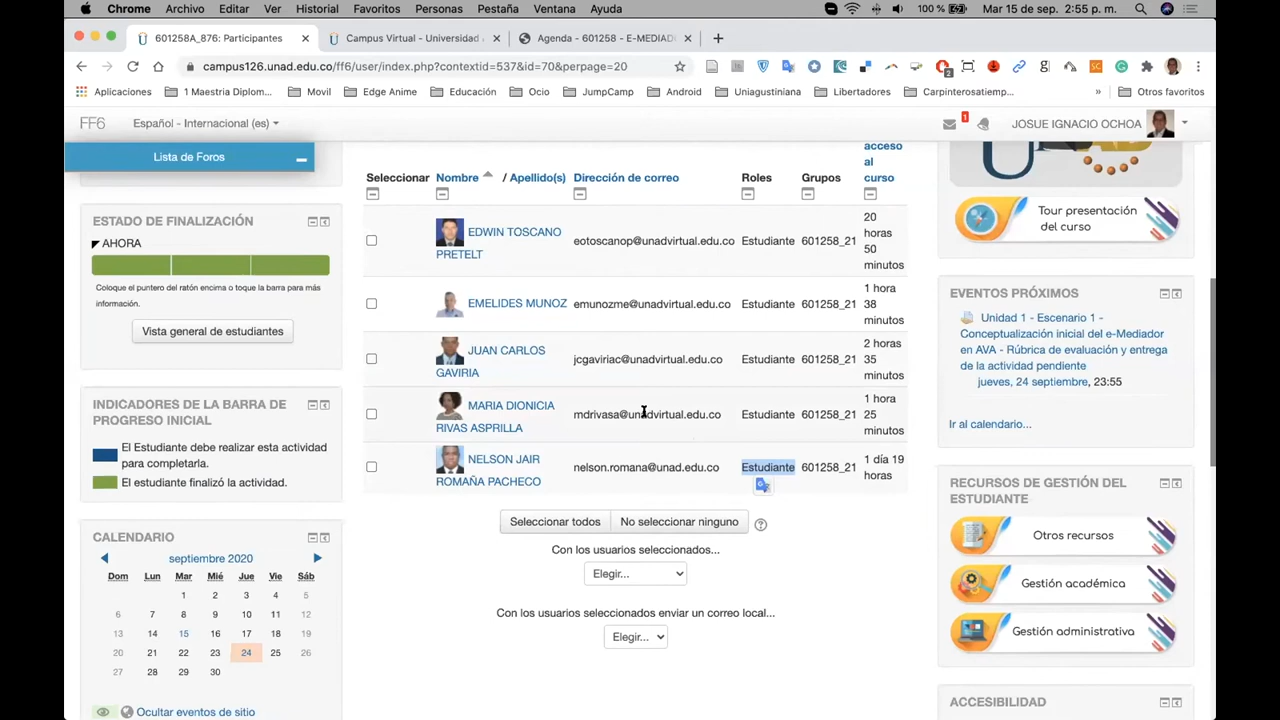 Chrome Archivo Editar Ver Historial Favoritos Personas Pestaña Ventana Ayuda 100 % Mar 15 de sep. 2:55 p. m.
601258A_876: Participantes × Campus Virtual - Universidad × Agenda - 601258 - E-MEDIAD ×
campus126.unad.edu.co/ff6/user/index.php?contextid=537&id=70&perpage=20
Aplicaciones 1 Maestria Diplom... Movil Edge Anime Educación Ocio JumpCamp Android Uniagustiniana Libertadores Carpinterosatiemp... » Otros favoritos
FF6 Español - Internacional (es) 1 JOSUE IGNACIO OCHOA
Lista de Foros
ESTADO DE FINALIZACIÓN
AHORA
Coloque el puntero del ratón encima o toque la barra para más
información.
Vista general de estudiantes
INDICADORES DE LA BARRA DE
PROGRESO INICIAL
El Estudiante debe realizar esta actividad
para completarla.
El estudiante finalizó la actividad.
CALENDARIO
septiembre 2020
Dom Lun Mar Mié Jue Vie Sáb
1 2 3 4 5
6 7 8 9 10 11 12
13 14 15 16 17 18 19
20 21 22 23 24 25 26
27 28 29 30
Ocultar eventos de sitio
acceso
al
curso
Seleccionar Nombre / Apellido(s) Dirección de correo Roles Grupos
EDWIN TOSCANO
PRETELT
eotoscanop@unadvirtual.edu.co Estudiante 601258_21
20
horas
50
minutos
EMELIDES MUNOZ emunozme@unadvirtual.edu.co Estudiante 601258_21
1 hora
38
minutos
JUAN CARLOS
GAVIRIA
jcgaviriac@unadvirtual.edu.co Estudiante 601258_21
2 horas
35
minutos
MARIA DIONICIA
RIVAS ASPRILLA
mdrivasa@unadvirtual.edu.co Estudiante 601258_21
1 hora
25
minutos
NELSON JAIR
ROMAÑA PACHECO
nelson.romana@unad.edu.co Estudiante 601258_21
1 día 19
horas
Seleccionar todos No seleccionar ninguno
Con los usuarios seleccionados...
Elegir...
Con los usuarios seleccionados enviar un correo local...
Elegir...
Tour presentación
del curso
EVENTOS PRÓXIMOS
Unidad 1 - Escenario 1 -
Conceptualización inicial del e-Mediador
en AVA - Rúbrica de evaluación y entrega
de la actividad pendiente
jueves, 24 septiembre, 23:55
Ir al calendario...
RECURSOS DE GESTIÓN DEL
ESTUDIANTE
Otros recursos
Gestión académica
Gestión administrativa
ACCESIBILIDAD